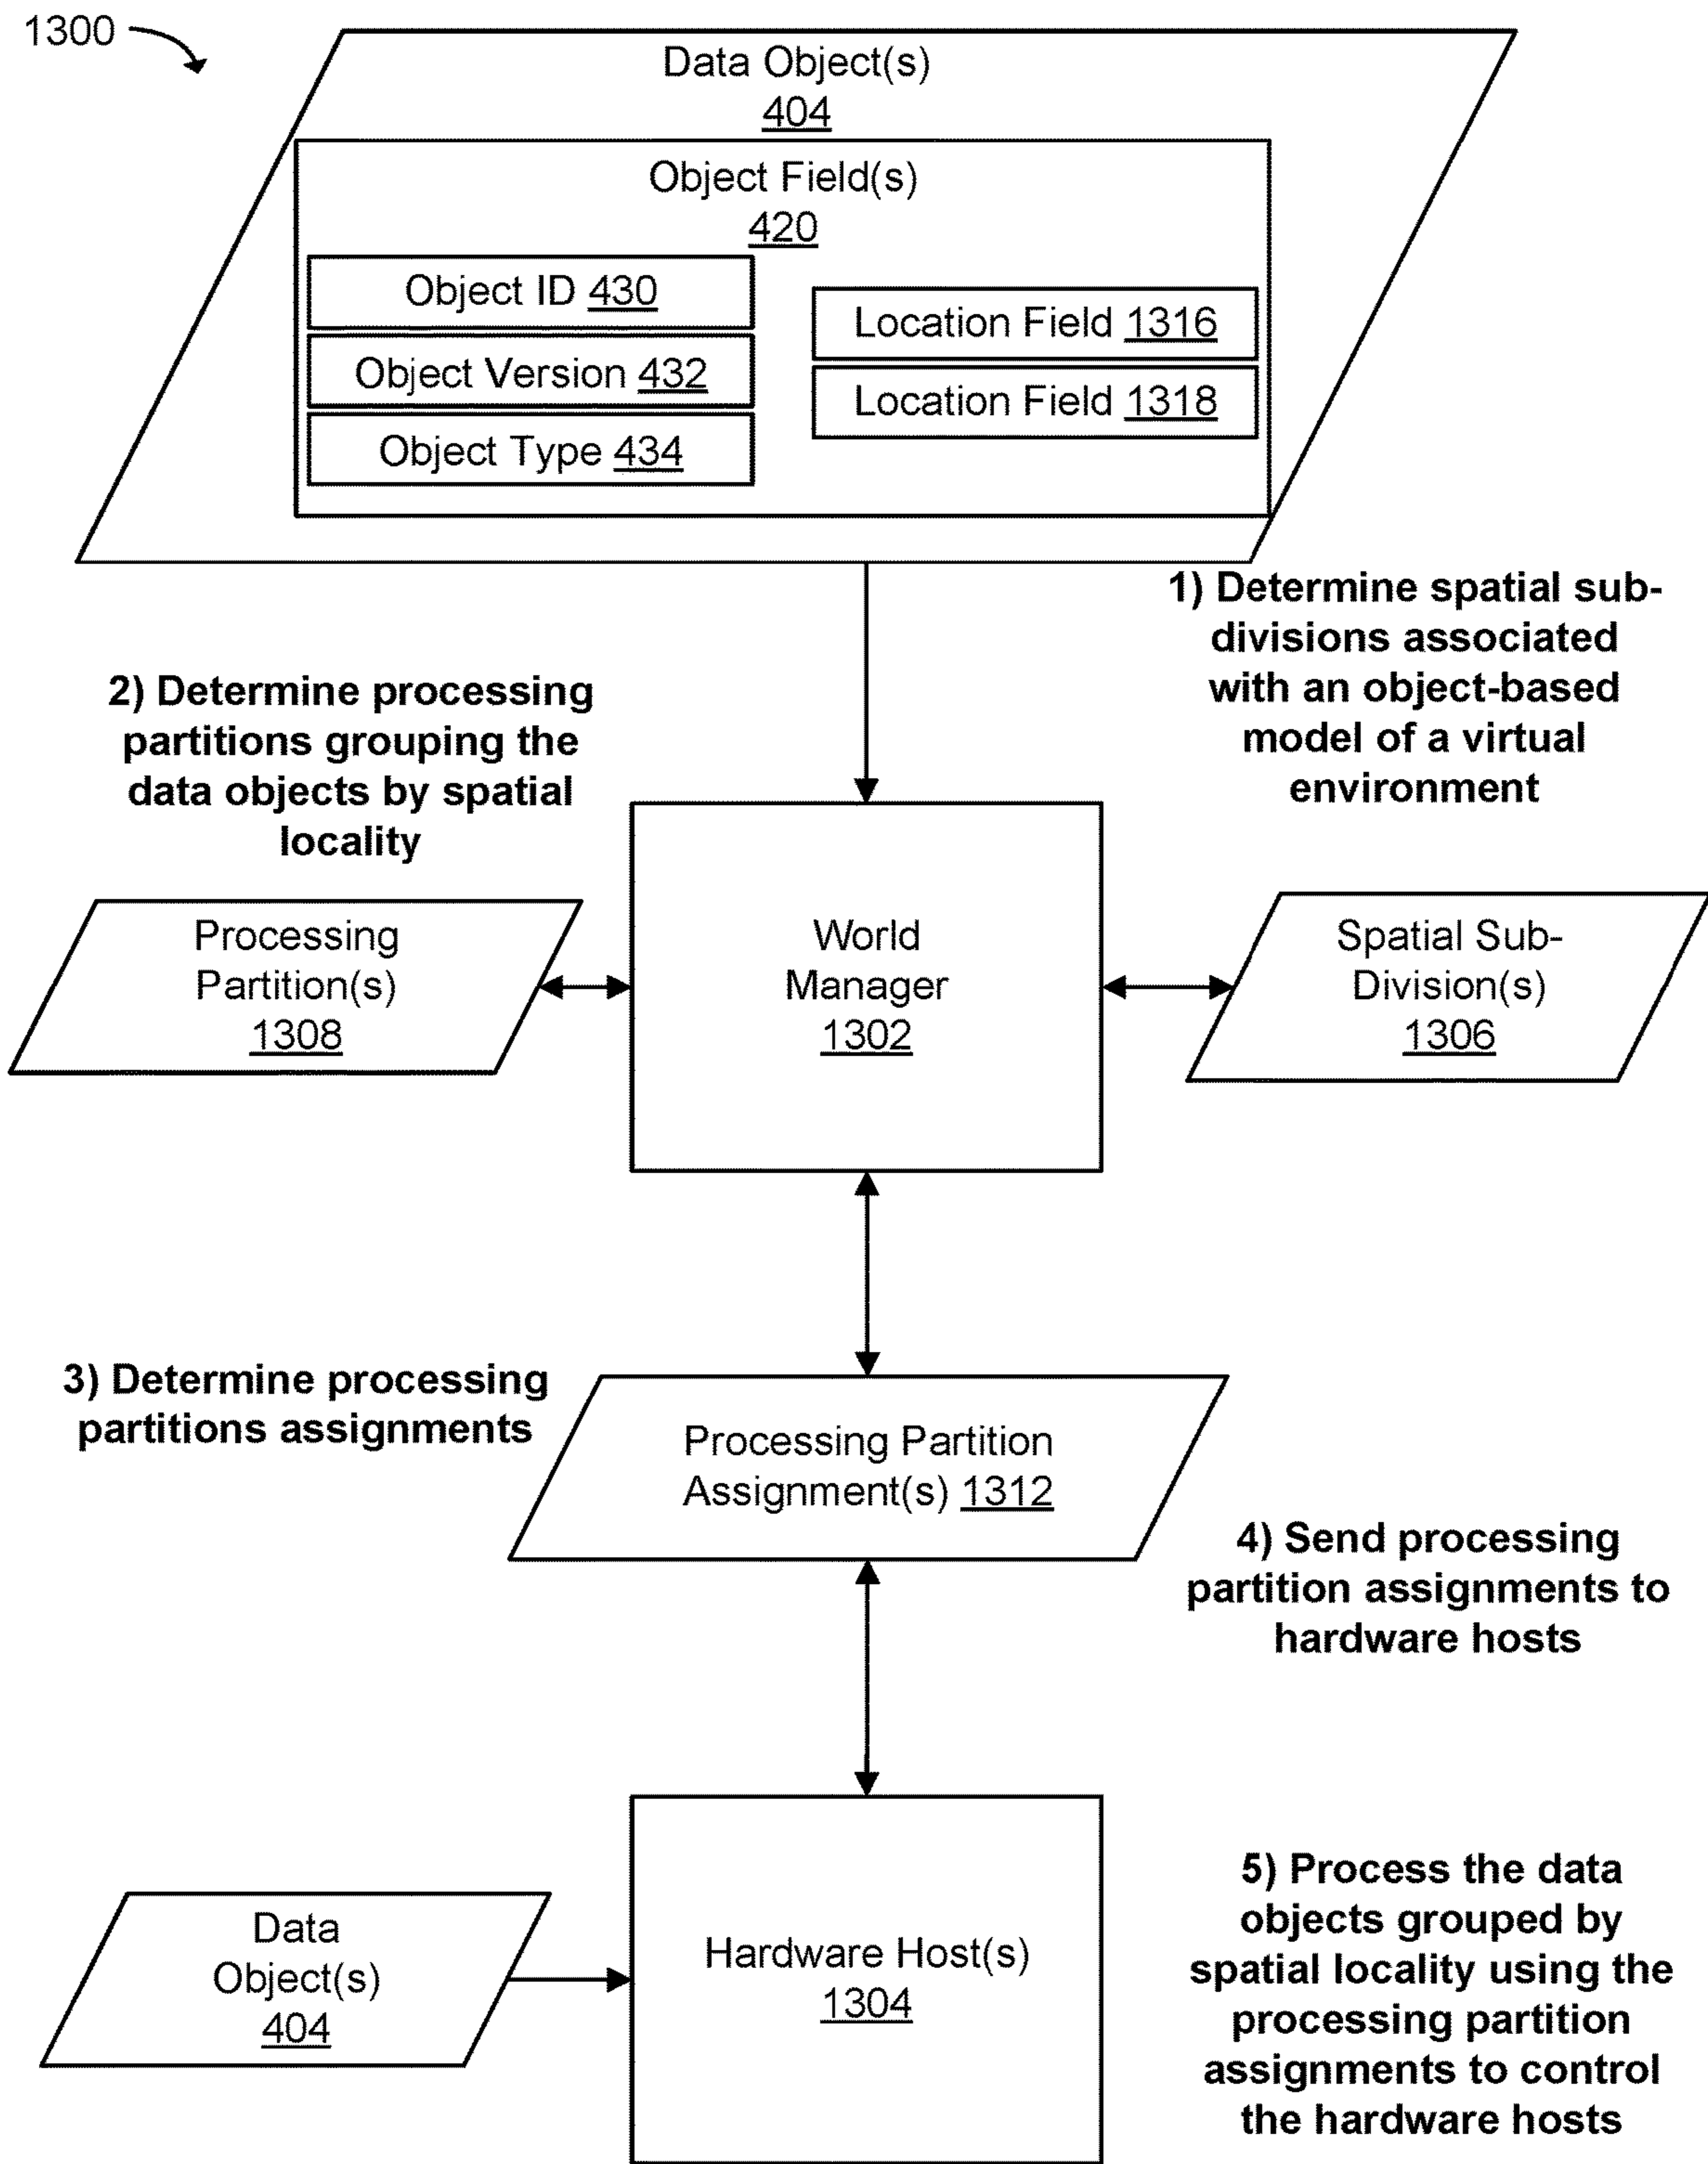 1300
Data Object(s)
404
Object Field(s)
420
Object ID 430
Object Version 432
Object Type 434
Location Field 1316
Location Field 1318
1) Determine spatial sub-
divisions associated
with an object-based
model of a virtual
environment
2) Determine processing
partitions grouping the
data objects by spatial
locality
Processing
Partition(s)
1308
World
Manager
1302
Spatial Sub-
Division(s)
1306
3) Determine processing
partitions assignments
Processing Partition
Assignment(s) 1312
4) Send processing
partition assignments to
hardware hosts
Data
Object(s)
404
Hardware Host(s)
1304
5) Process the data
objects grouped by
spatial locality using the
processing partition
assignments to control
the hardware hosts